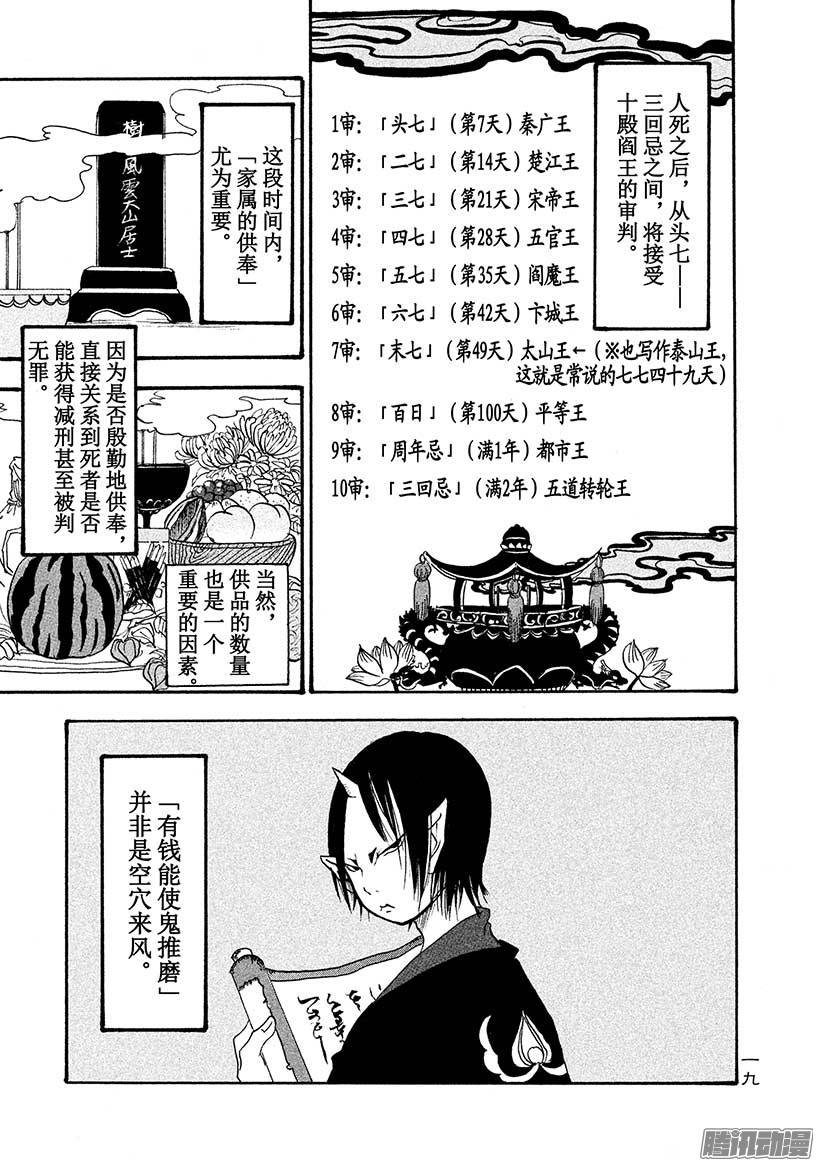 人死之后，从头七——
三回忌之间，将接受
十殿阎王的审判。
1审：「头七」（第7天）秦广王
2审：「二七」（第14天）楚江王
3审：「三七」（第21天）宋帝王
4审：「四七」（第28天）五官王
5审：「五七」（第35天）阎魔王
6审：「六七」（第42天）卞城王
7审：「末七」（第49天）太山王←（※也写作泰山王，
这就是常说的七七四十九天）
8审：「百日」（第100天）平等王
9审：「周年忌」（满1年）都市王
10审：「三回忌」（满2年）五道转轮王
这段时间内，
「家属的供奉」
尤为重要。
樹風雲大山居士
因为是否殷勤地供奉，
直接关系到死者是否
能获得减刑甚至被判
无罪。
当然，
供品的数量
也是一个
重要的因素。
「有钱能使鬼推磨」
并非是空穴来风。
一九
腾讯动漫